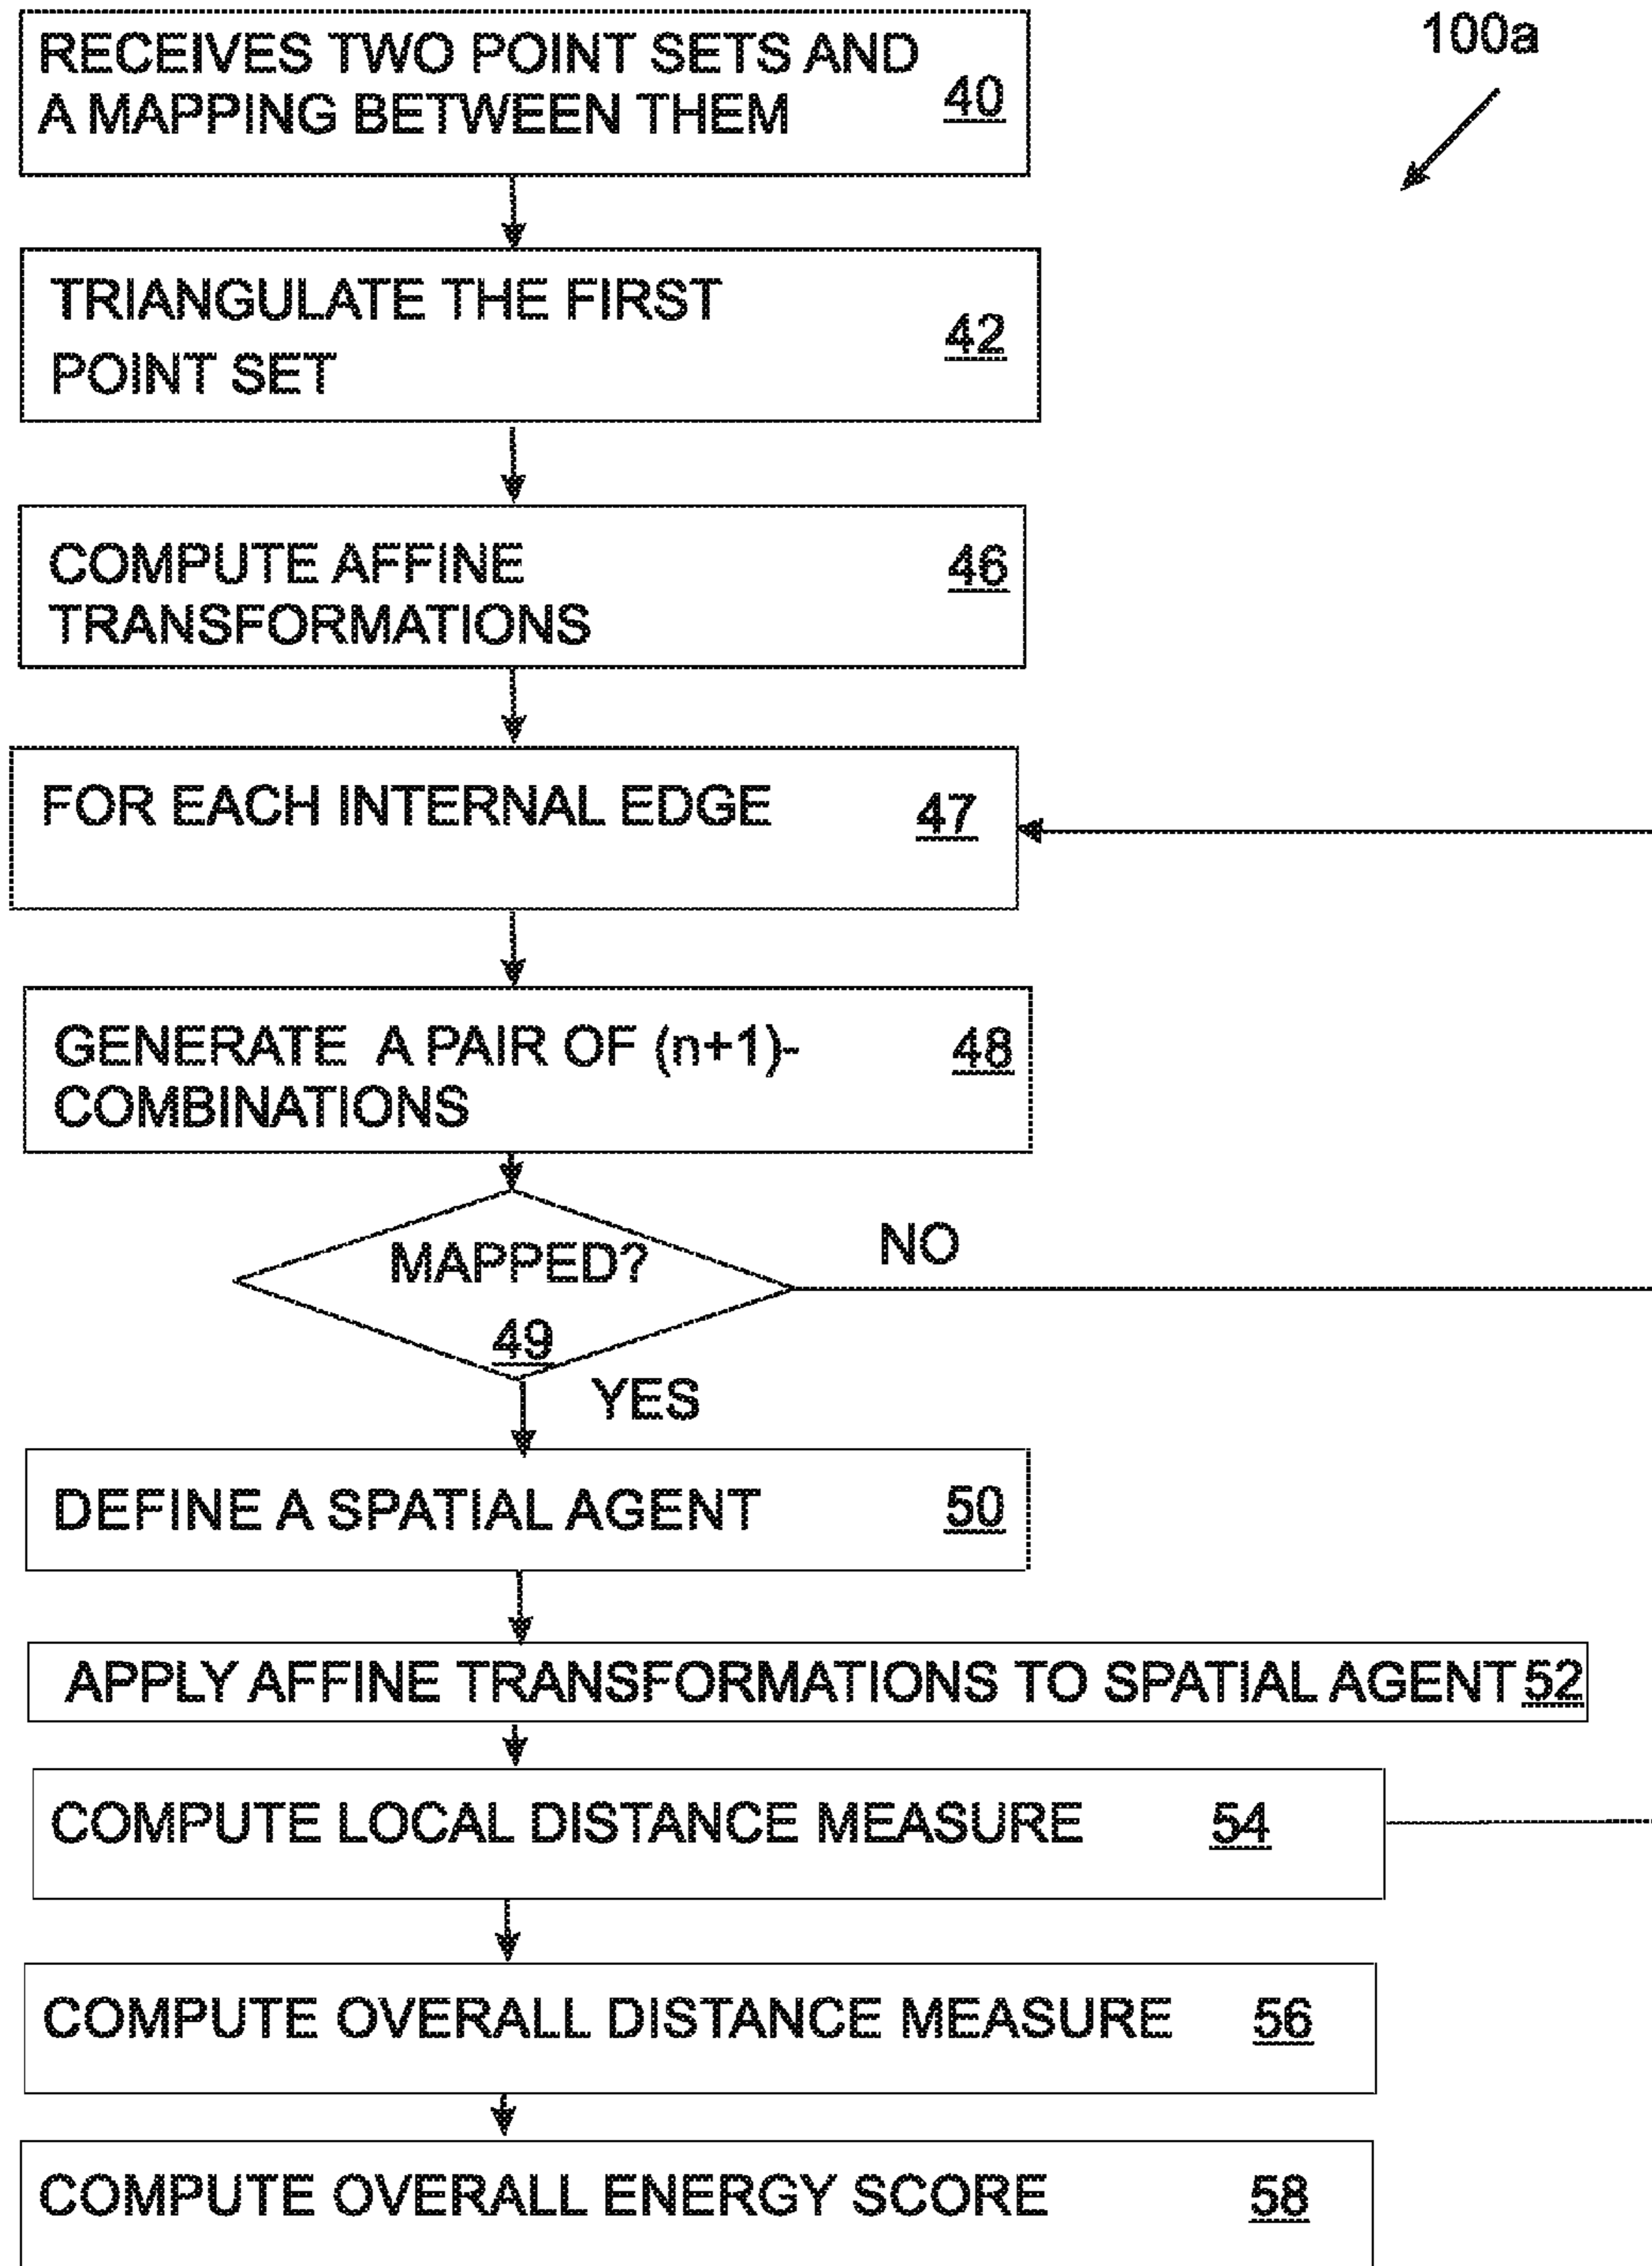 100a
RECEIVES TWO POINT SETS AND
A MAPPING BETWEEN THEM 40
TRIANGULATE THE FIRST
POINT SET 42
COMPUTE AFFINE 46
TRANSFORMATIONS
FOR EACH INTERNAL EDGE 47
GENERATE A PAIR OF (n+1)- 48
COMBINATIONS
MAPPED? NO
49
YES
DEFINE A SPATIAL AGENT 50
APPLY AFFINE TRANSFORMATIONS TO SPATIAL AGENT 52
COMPUTE LOCAL DISTANCE MEASURE 54
COMPUTE OVERALL DISTANCE MEASURE 56
COMPUTE OVERALL ENERGY SCORE 58